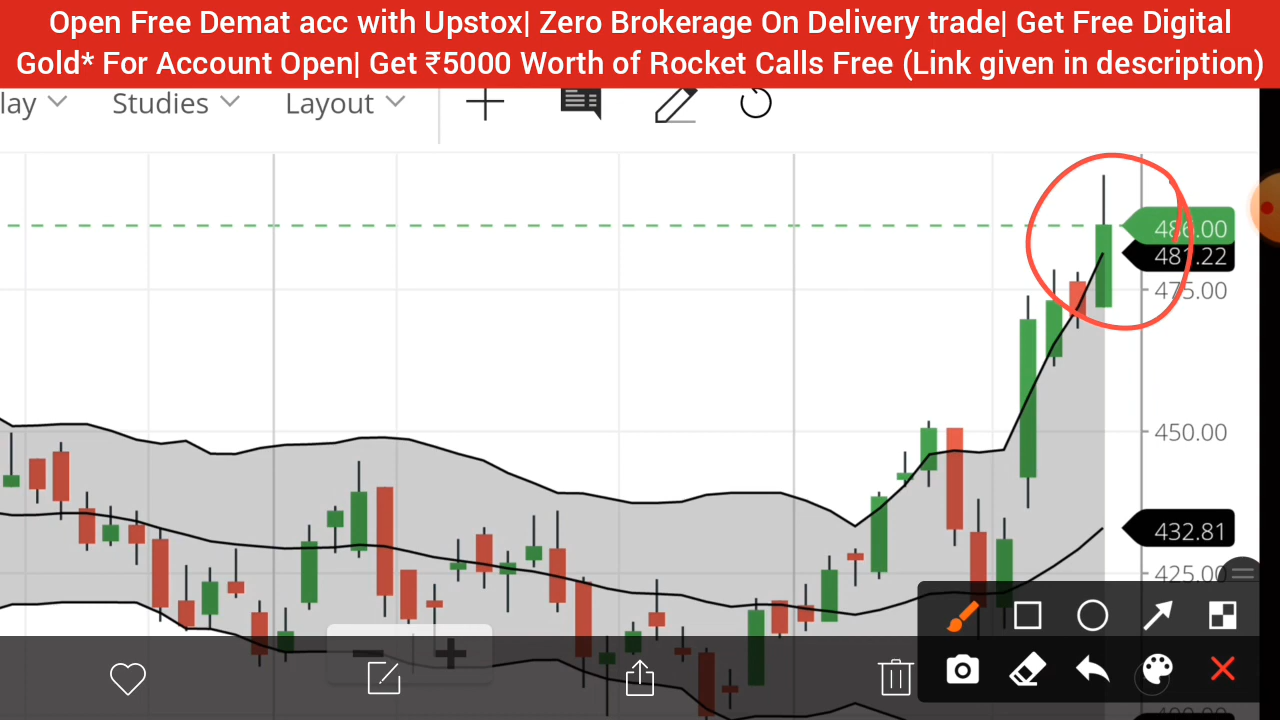 Open Free Demat acc with Upstox| Zero Brokerage On Delivery trade| Get Free Digital
Gold* For Account Open| Get ₹5000 Worth of Rocket Calls Free (Link given in description)
lay Studies Layout
486.00
481.22
475.00
450.00
432.81
425.00